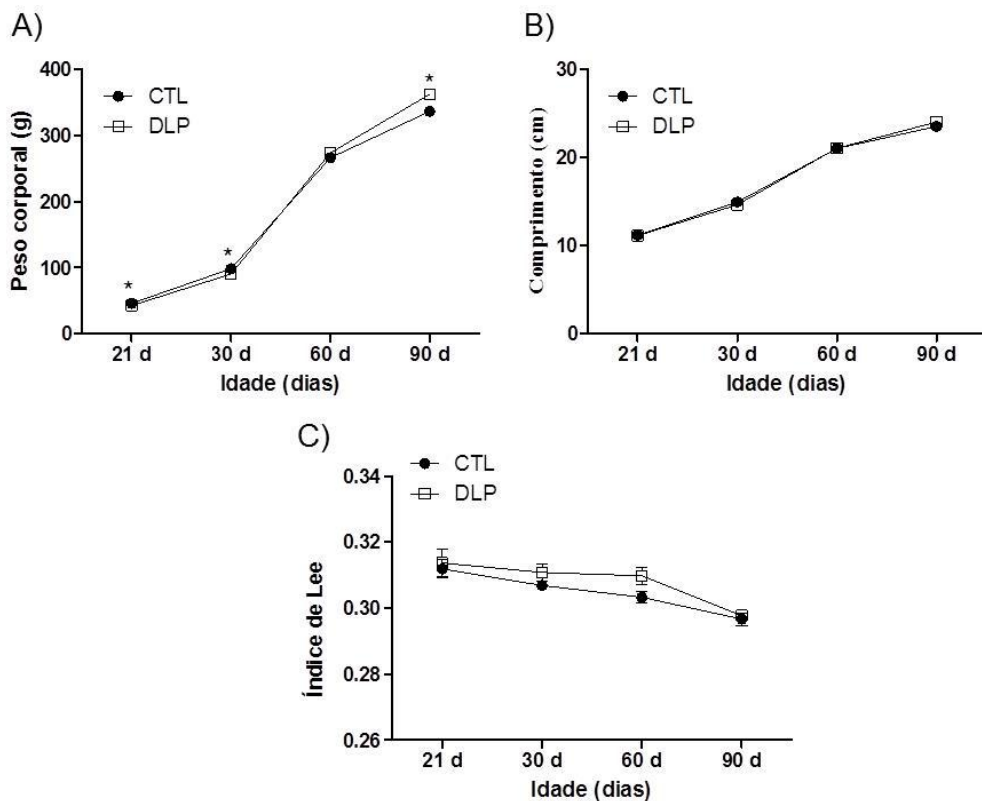 A)
Peso corporal (g)
400
300
200
100
0
CTL
DLP
*
*
*
21 d
30 d
60 d
90 d
Idade (dias)
B)
Comprimento (cm)
30
20
10
0
CTL
DLP
21 d
30 d
60 d
90 d
Idade (dias)
C)
Índice de Lee
0.34
0.32
0.30
0.28
0.26
CTL
DLP
21 d
30 d
60 d
90 d
Idade (dias)